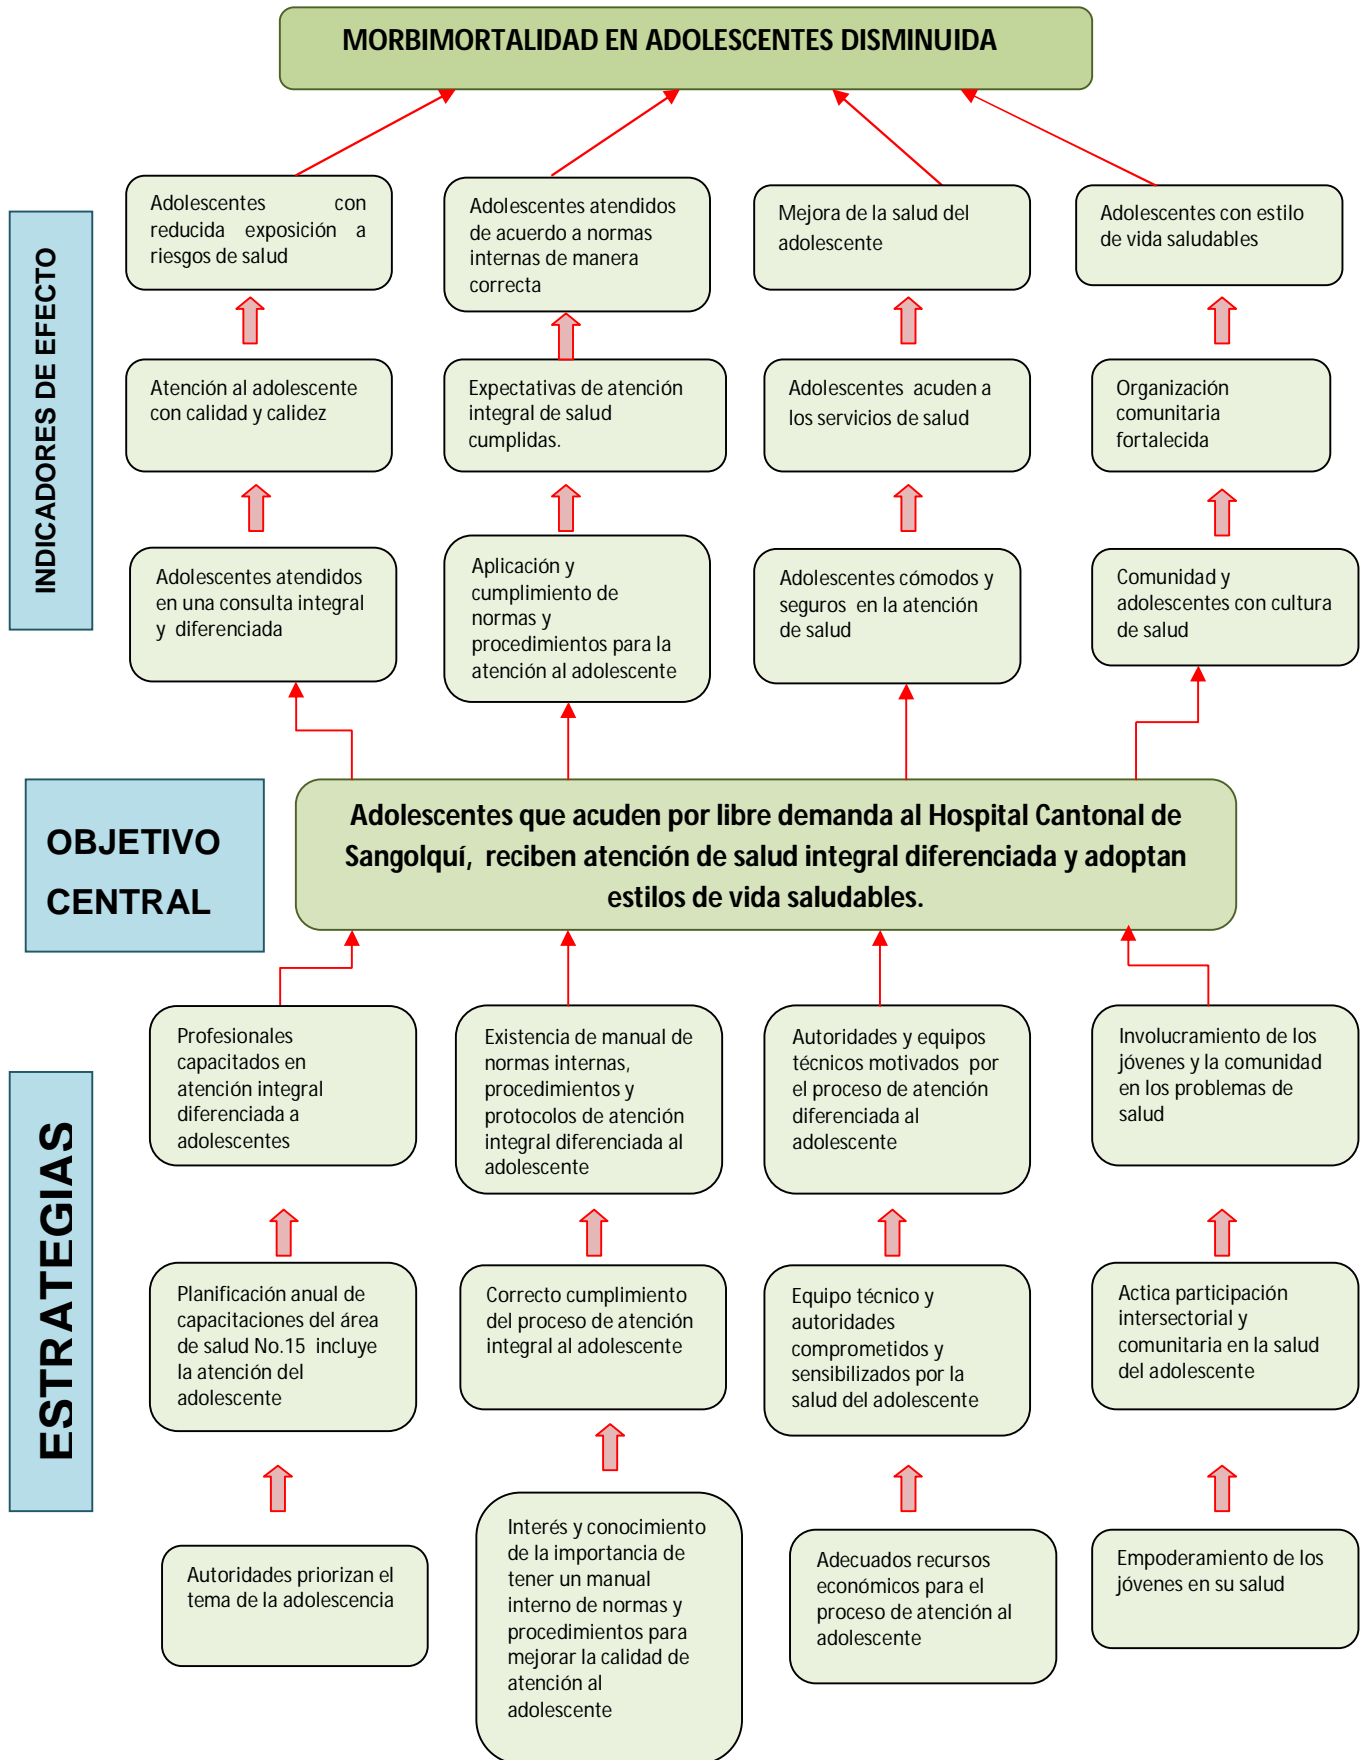 MORBIMORTALIDAD EN ADOLESCENTES DISMINUIDA
INDICADORES DE EFECTO
Adolescentes con
reducida exposición a
riesgos de salud
Adolescentes atendidos
de acuerdo a normas
internas de manera
correcta
Mejora de la salud del
adolescente
Adolescentes con estilo
de vida saludables
Atención al adolescente
con calidad y calidez
Expectativas de atención
integral de salud
cumplidas.
Adolescentes acuden a
los servicios de salud
Organización
comunitaria
fortalecida
Adolescentes atendidos
en una consulta integral
y diferenciada
Aplicación y
cumplimiento de
normas y
procedimientos para la
atención al adolescente
Adolescentes cómodos y
seguros en la atención
de salud
Comunidad y
adolescentes con cultura
de salud
OBJETIVO
CENTRAL
Adolescentes que acuden por libre demanda al Hospital Cantonal de
Sangolquí, reciben atención de salud integral diferenciada y adoptan
estilos de vida saludables.
ESTRATEGIAS
Profesionales
capacitados en
atención integral
diferenciada a
adolescentes
Existencia de manual de
normas internas,
procedimientos y
protocolos de atención
integral diferenciada al
adolescente
Autoridades y equipos
técnicos motivados por
el proceso de atención
diferenciada al
adolescente
Involucramiento de los
jóvenes y la comunidad
en los problemas de
salud
Planificación anual de
capacitaciones del área
de salud No.15 incluye
la atención del
adolescente
Correcto cumplimiento
del proceso de atención
integral al adolescente
Equipo técnico y
autoridades
comprometidos y
sensibilizados por la
salud del adolescente
Actica participación
intersectorial y
comunitaria en la salud
del adolescente
Autoridades priorizan el
tema de la adolescencia
Interés y conocimiento
de la importancia de
tener un manual
interno de normas y
procedimientos para
mejorar la calidad de
atención al
adolescente
Adecuados recursos
económicos para el
proceso de atención al
adolescente
Empoderamiento de los
jóvenes en su salud